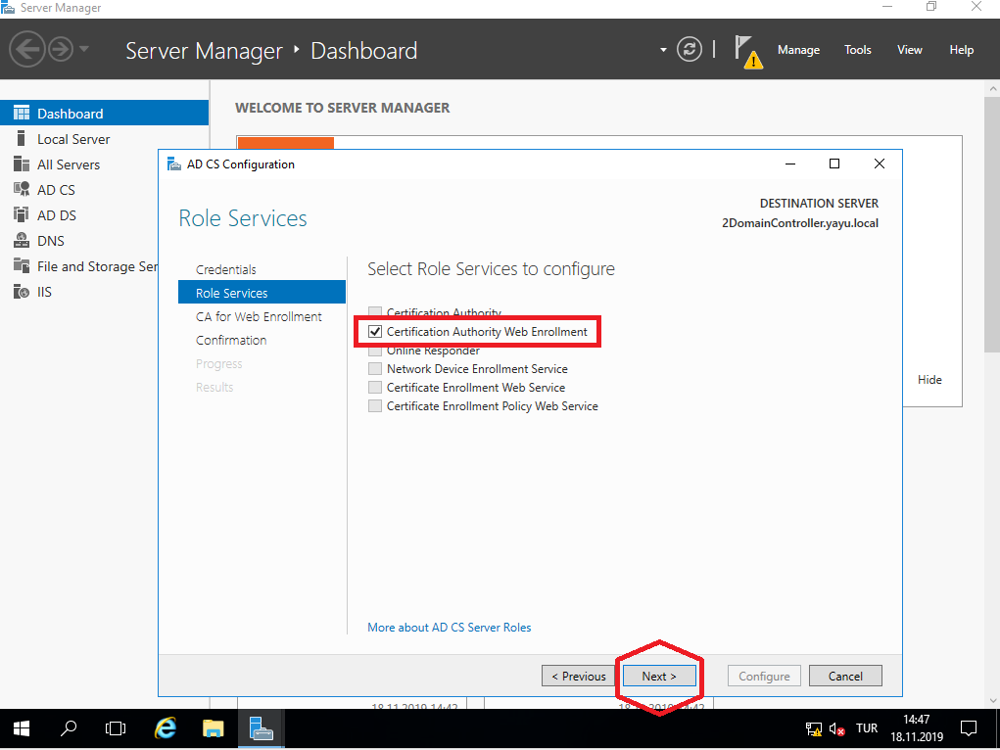 Server Manager
Server Manager • Dashboard
Manage Tools View Help
Dashboard
Local Server
All Servers
AD CS
AD DS
DNS
File and Storage Ser
IIS
WELCOME TO SERVER MANAGER
Hide
AD CS Configuration
Role Services
DESTINATION SERVER
2DomainController.yayu.local
Credentials
Role Services
CA for Web Enrollment
Confirmation
Progress
Results
Select Role Services to configure
Certification Authority
Certification Authority Web Enrollment
Online Responder
Network Device Enrollment Service
Certificate Enrollment Web Service
Certificate Enrollment Policy Web Service
More about AD CS Server Roles
< Previous Next > Configure Cancel
18.11.2019 14:42 18.11.2019 14:42
TUR
14:47
18.11.2019